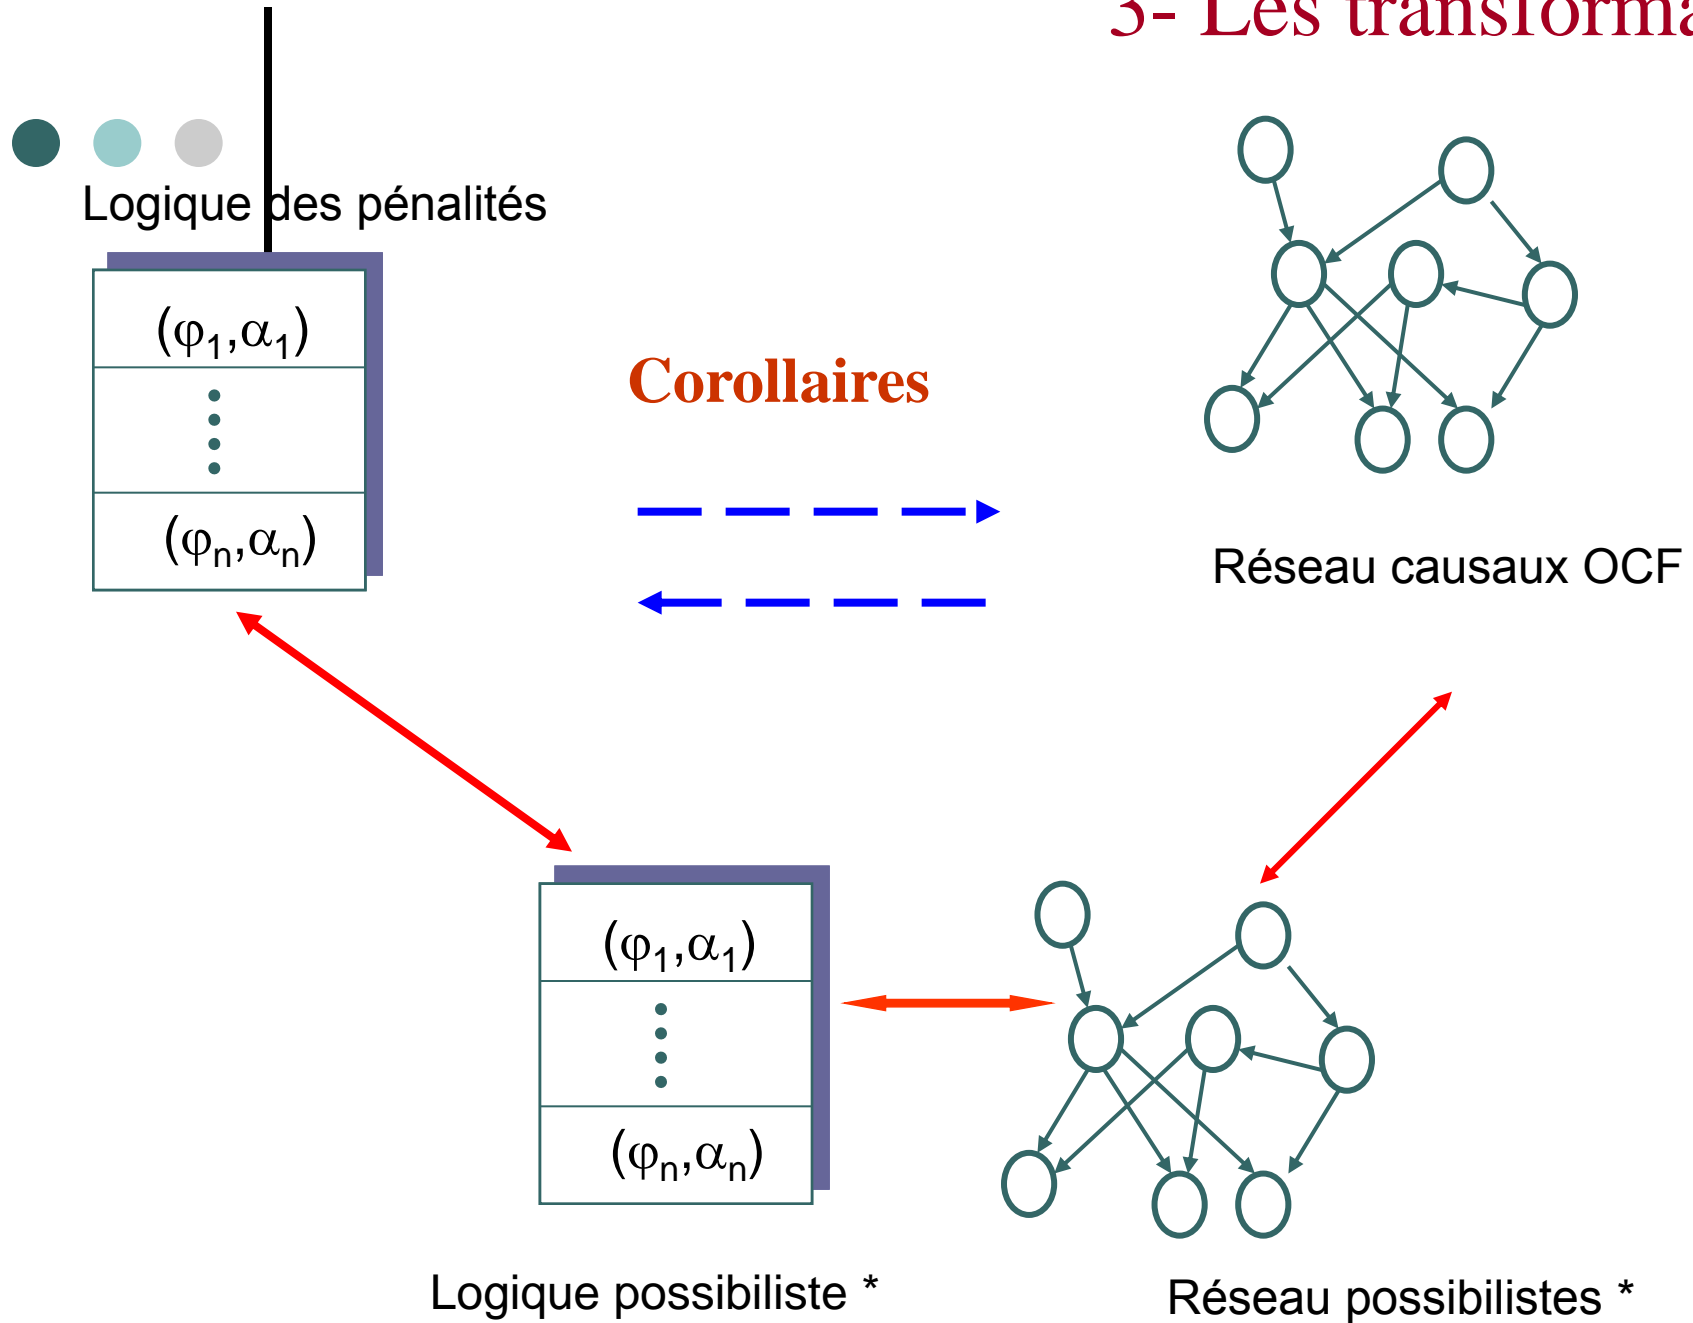 3- Les
Logique des pénalités
(φ1,α1)
(φn,αn)
Corollaires
Réseau causaux OCF
(φ1,α1)
(φn,αn)
Logique possibiliste *
Réseau possibilistes *